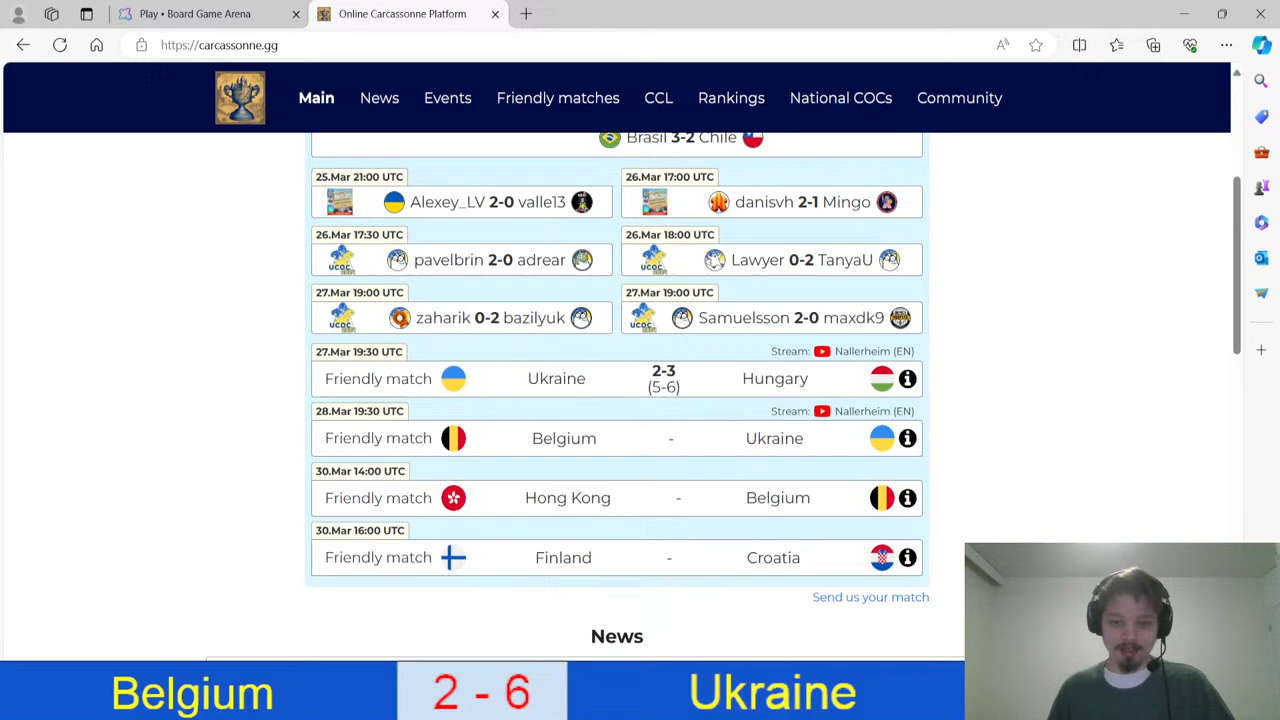 Play • Board Game Arena
Online Carcassonne Platform
https://carcassonne.gg
Main News Events Friendly matches CCL Rankings National COCs Community
Brasil 3-2 Chile
25.Mar 21:00 UTC
Alexey_LV 2-0 valle13
26.Mar 17:00 UTC
danisvh 2-1 Mingo
26.Mar 17:30 UTC
UCOC pavelbrin 2-0 adrear
26.Mar 18:00 UTC
UCOC Lawyer 0-2 TanyaU
27.Mar 19:00 UTC
UCOC zaharik 0-2 bazilyuk
27.Mar 19:00 UTC
UCOC Samuelsson 2-0 maxdk9
27.Mar 19:30 UTC
Stream: Nallerheim (EN)
Friendly match Ukraine 2-3 Hungary
(5-6)
28.Mar 19:30 UTC
Stream: Nallerheim (EN)
Friendly match Belgium - Ukraine
30.Mar 14:00 UTC
Friendly match Hong Kong - Belgium
30.Mar 16:00 UTC
Friendly match Finland - Croatia
Send us your match
News
Belgium 2 - 6 Ukraine